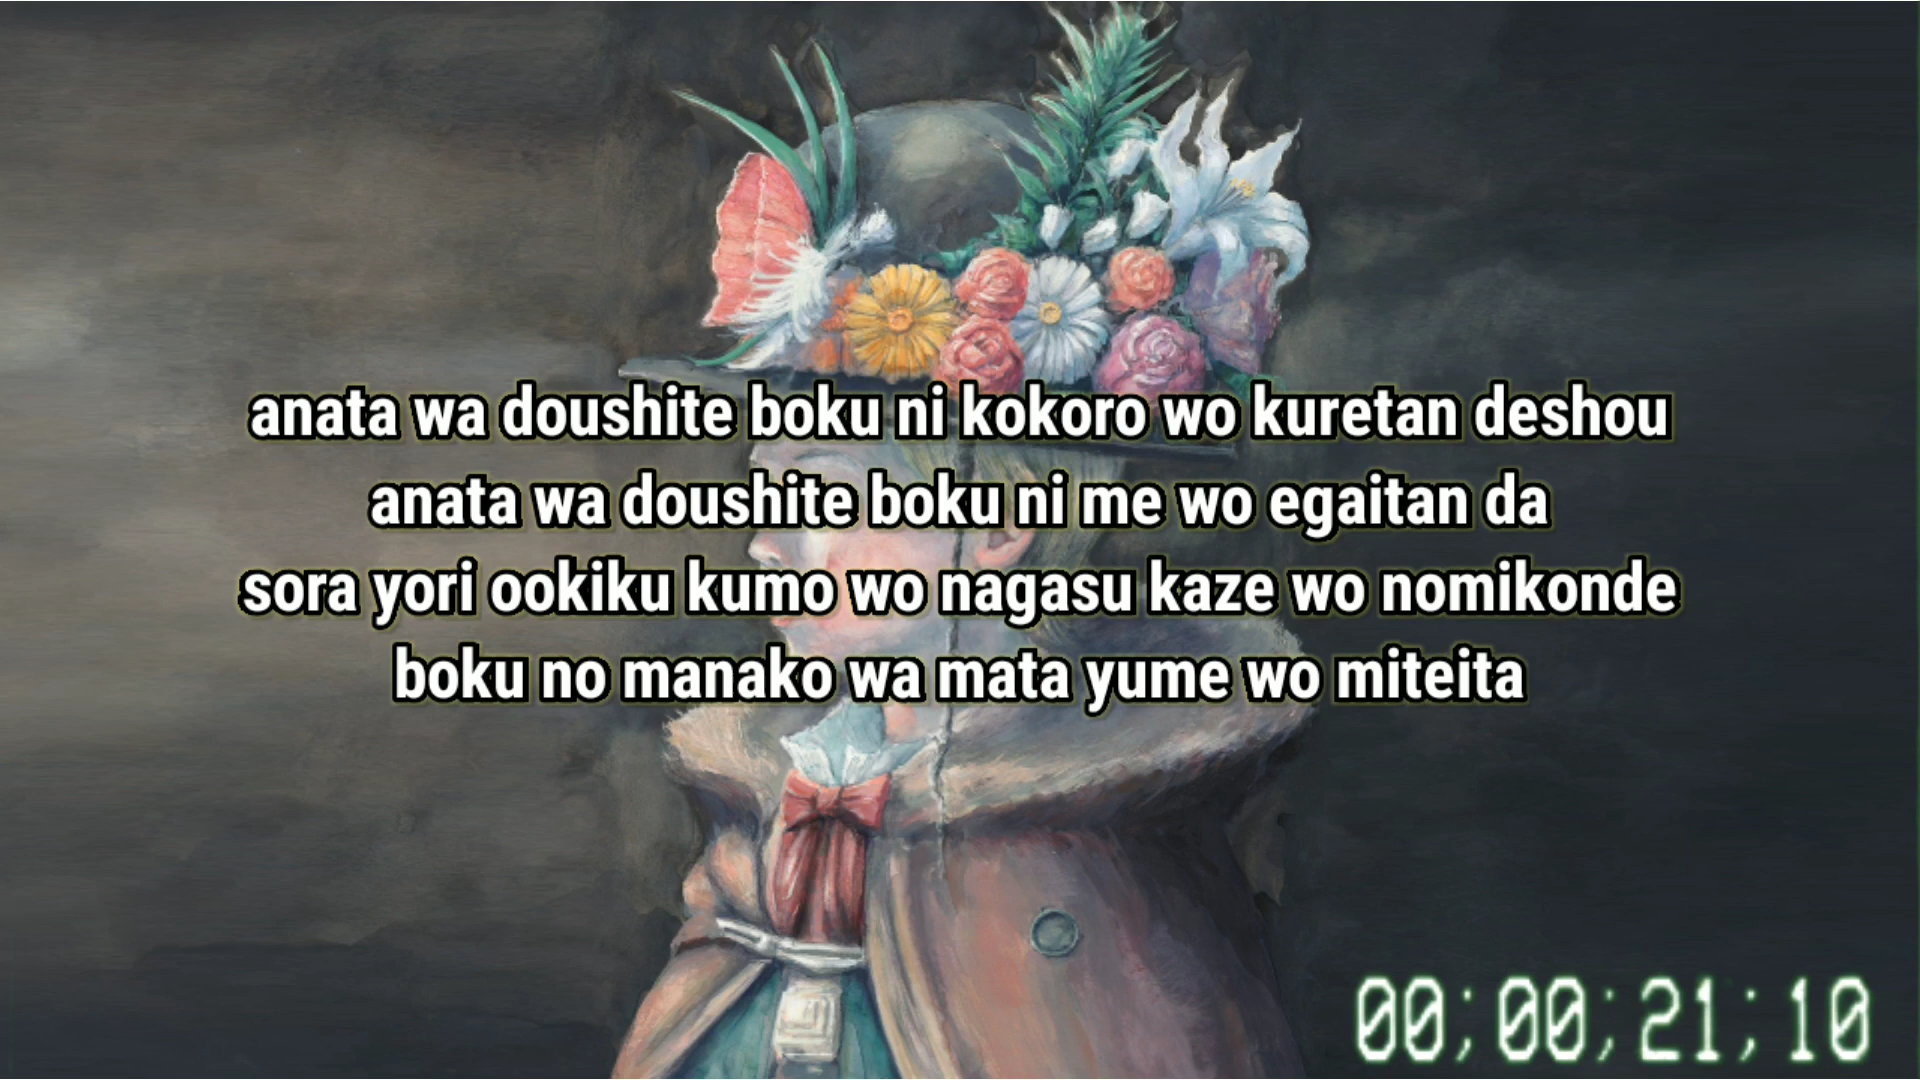 anata wa doushite boku ni kokoro wo kuretan deshou
anata wa doushite boku ni me wo egaitan da
sora yori ookiku kumo wo nagasu kaze wo nomikonde
boku no manako wa mata yume wo miteita
00;00;21;10